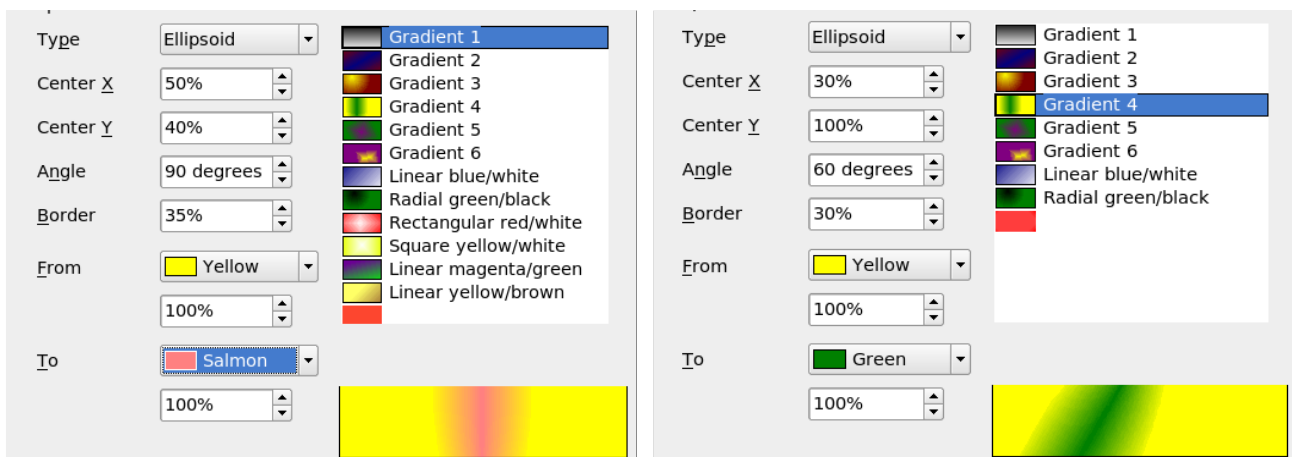 Type
Ellipsoid
Center X
50%
Center Y
40%
Angle
90 degrees
Border
35%
From
Yellow
100%
To
Salmon
100%
Gradient 1
Gradient 2
Gradient 3
Gradient 4
Gradient 5
Gradient 6
Linear blue/white
Radial green/black
Rectangular red/white
Square yellow/white
Linear magenta/green
Linear yellow/brown
Type
Ellipsoid
Center X
30%
Center Y
100%
Angle
60 degrees
Border
30%
From
Yellow
100%
To
Green
100%
Gradient 1
Gradient 2
Gradient 3
Gradient 4
Gradient 5
Gradient 6
Linear blue/white
Radial green/black